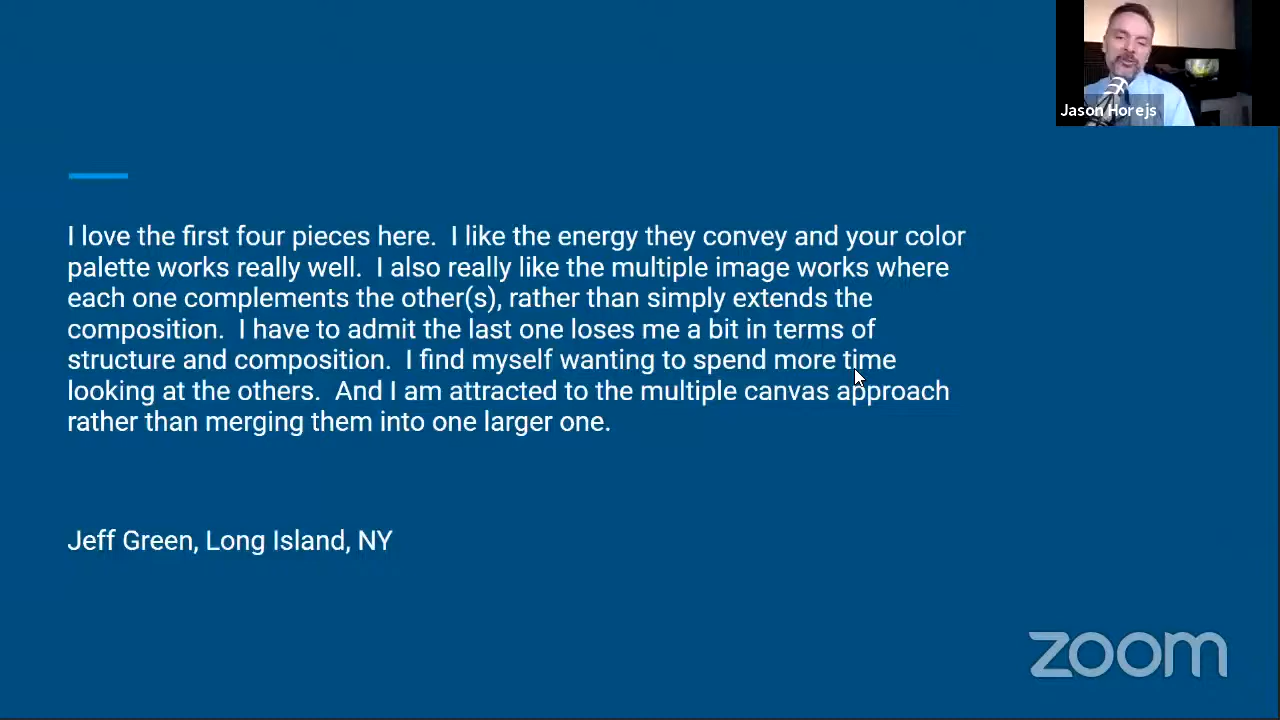 Jason Horejs
I love the first four pieces here.  I like the energy they convey and your color
palette works really well.  I also really like the multiple image works where
each one complements the other(s), rather than simply extends the
composition.  I have to admit the last one loses me a bit in terms of
structure and composition.  I find myself wanting to spend more time
looking at the others.  And I am attracted to the multiple canvas approach
rather than merging them into one larger one.
Jeff Green, Long Island, NY
zoom